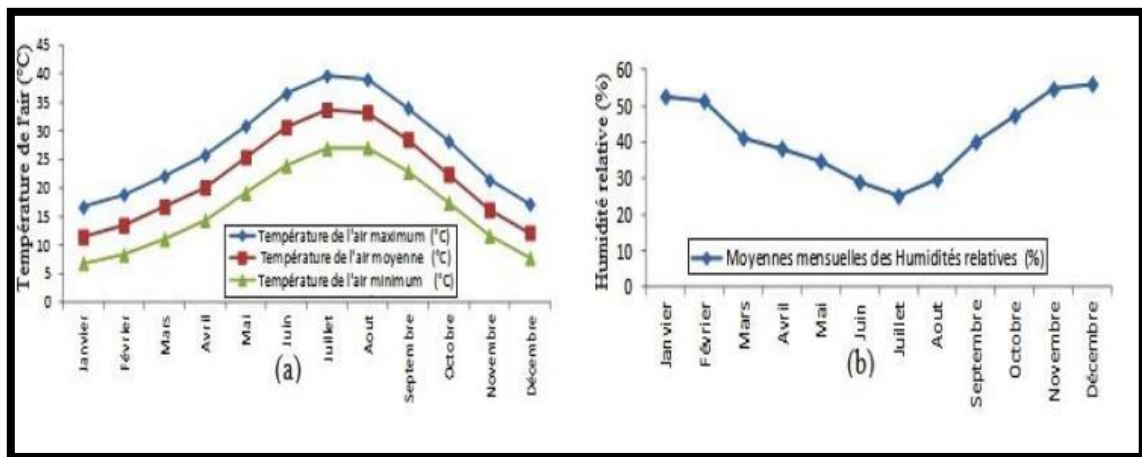 Température de l'air (°C)
45
40
35
30
25
20
15
10
5
0
Température de l'air maximum (°C)
Température de l'air moyenne (°C)
Température de l'air minimum (°C)
Janvier
Février
Mars
Avril
Mai
Juin
Juillet
Aout
Septembre
Octobre
Novembre
Décembre
(a)
Humidité relative (%)
60
50
40
30
20
10
0
Moyennes mensuelles des Humidités relatives (%)
Janvier
Février
Mars
Avril
Mai
Juin
Juillet
Aout
Septembre
Octobre
Novembre
Décembre
(b)